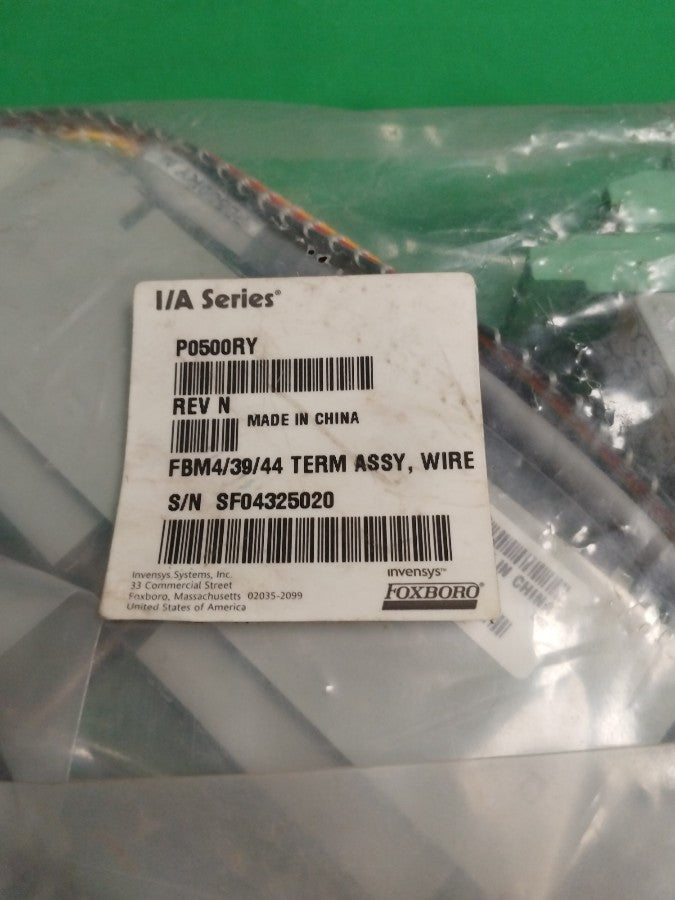 I/A Series®
P0500RY
REV N
MADE IN CHINA
FBM4/39/44 TERM ASSY, WIRE
S/N SF04325020
Invensys Systems, Inc.
33 Commercial Street
Foxboro, Massachusetts 02035-2099
United States of America
invensys™
FOXBORO®
IN CHINA